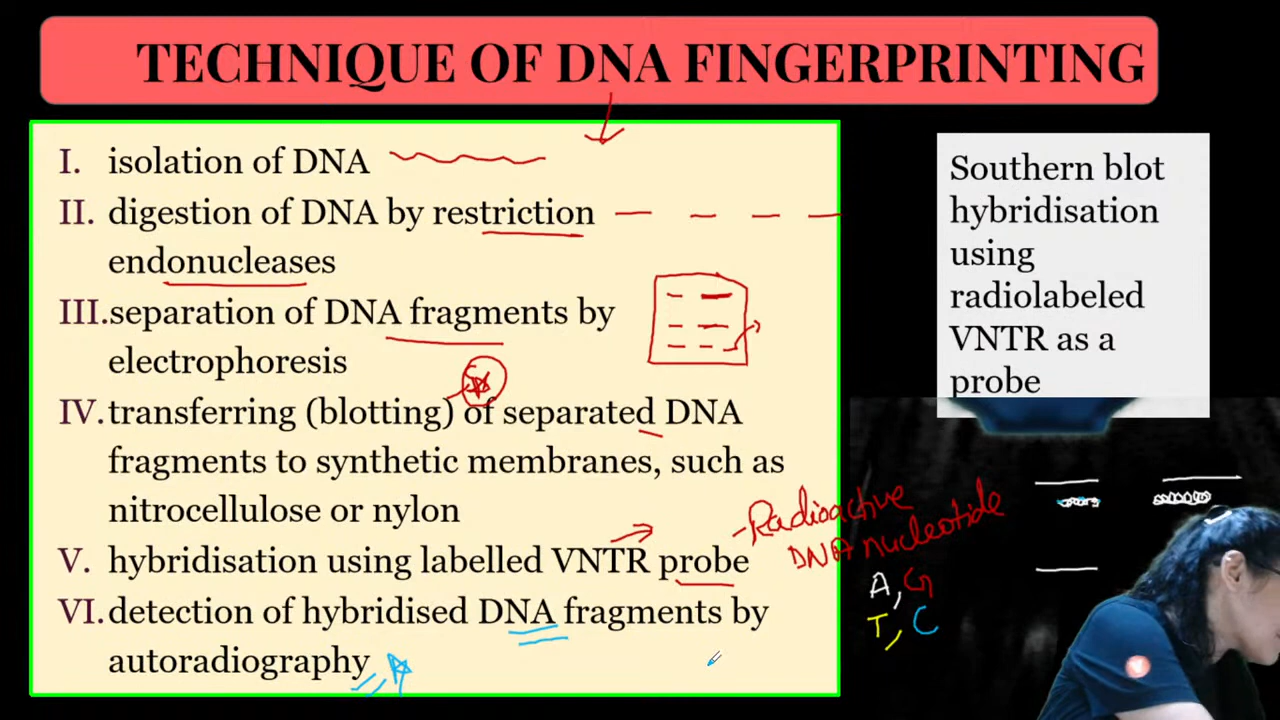 TECHNIQUE OF DNA FINGERPRINTING
I. isolation of DNA
II. digestion of DNA by restriction
endonucleases
III.separation of DNA fragments by
electrophoresis
IV.transferring (blotting) of separated DNA
fragments to synthetic membranes, such as
nitrocellulose or nylon
V. hybridisation using labelled VNTR probe
VI.detection of hybridised DNA fragments by
autoradiography
Southern blot
hybridisation
using
radiolabeled
VNTR as a
probe
-Radioactive
DNA nucleotide
A, G
T, C